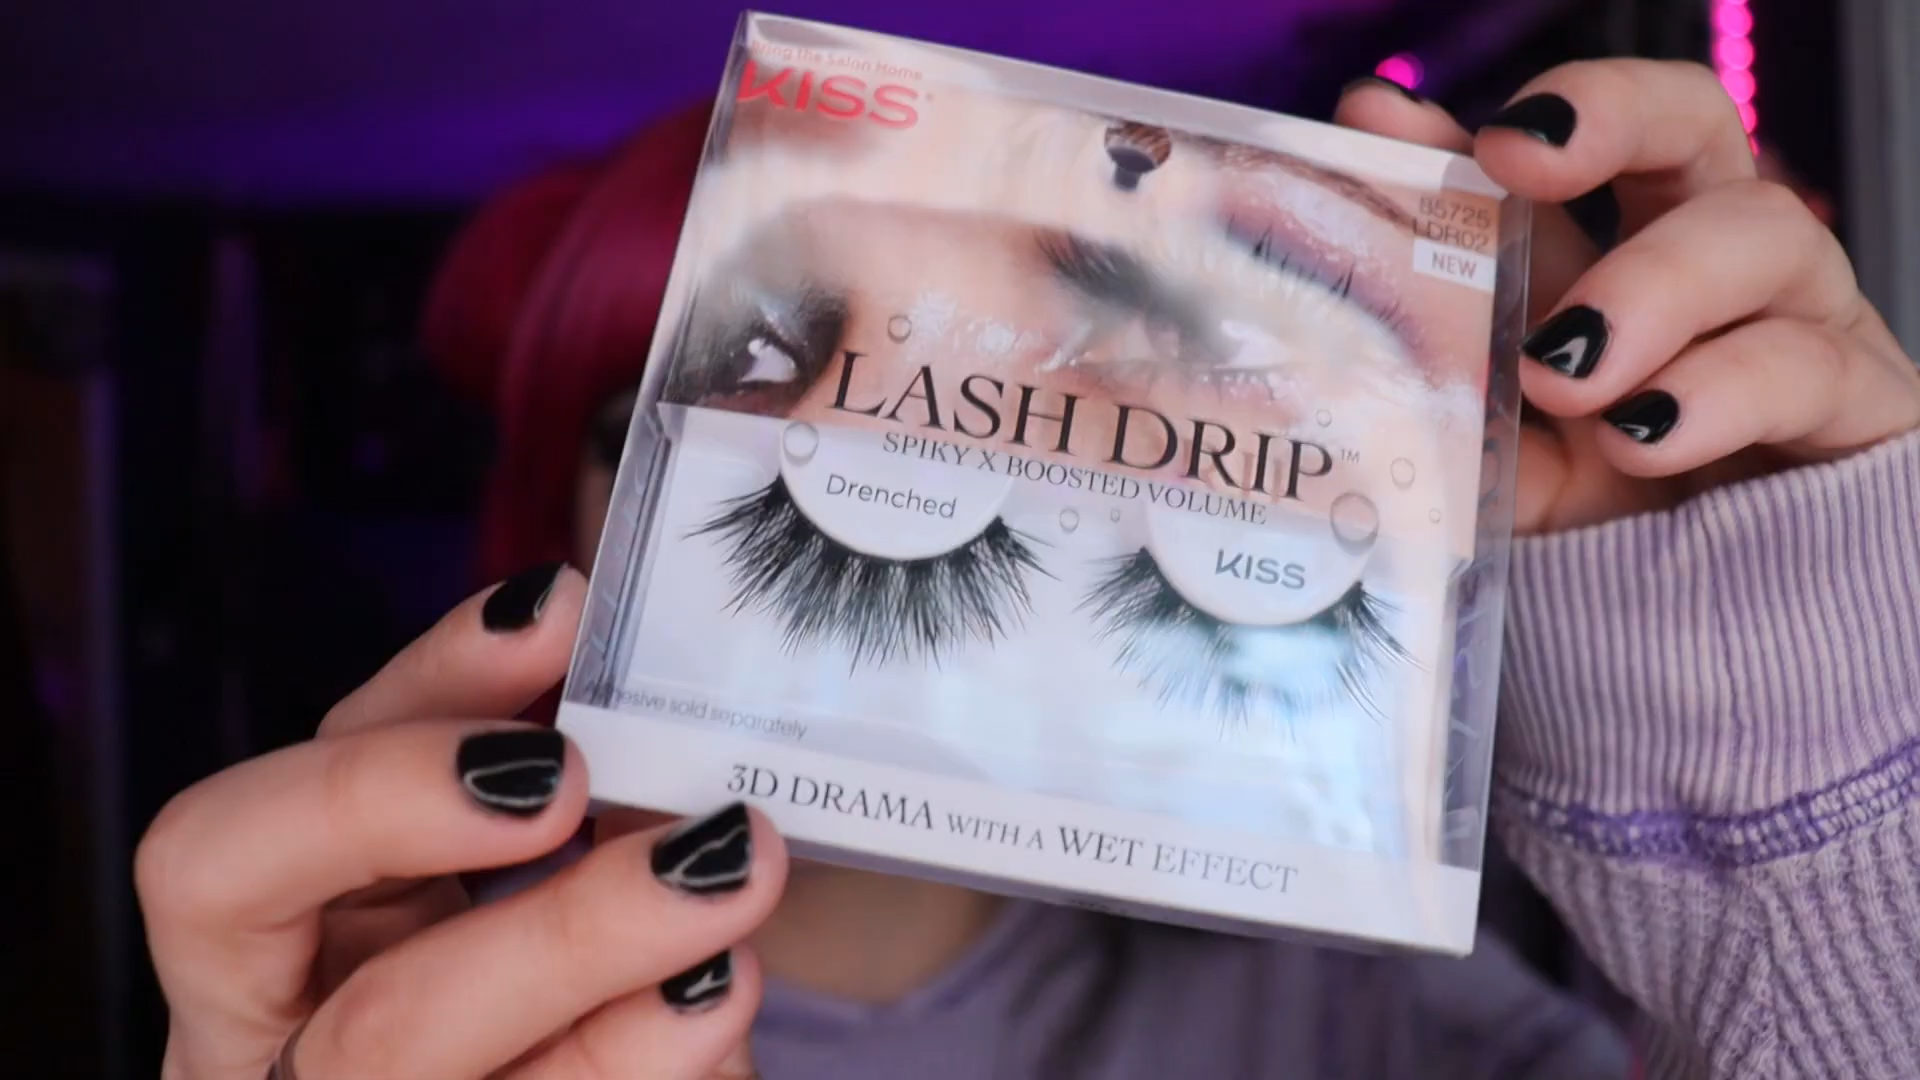 Bring the Salon Home
KISS
85725
LDR02
NEW
LASH DRIP™
SPIKY X BOOSTED VOLUME
Drenched
KISS
Adhesive sold separately
3D DRAMA WITH A WET EFFECT